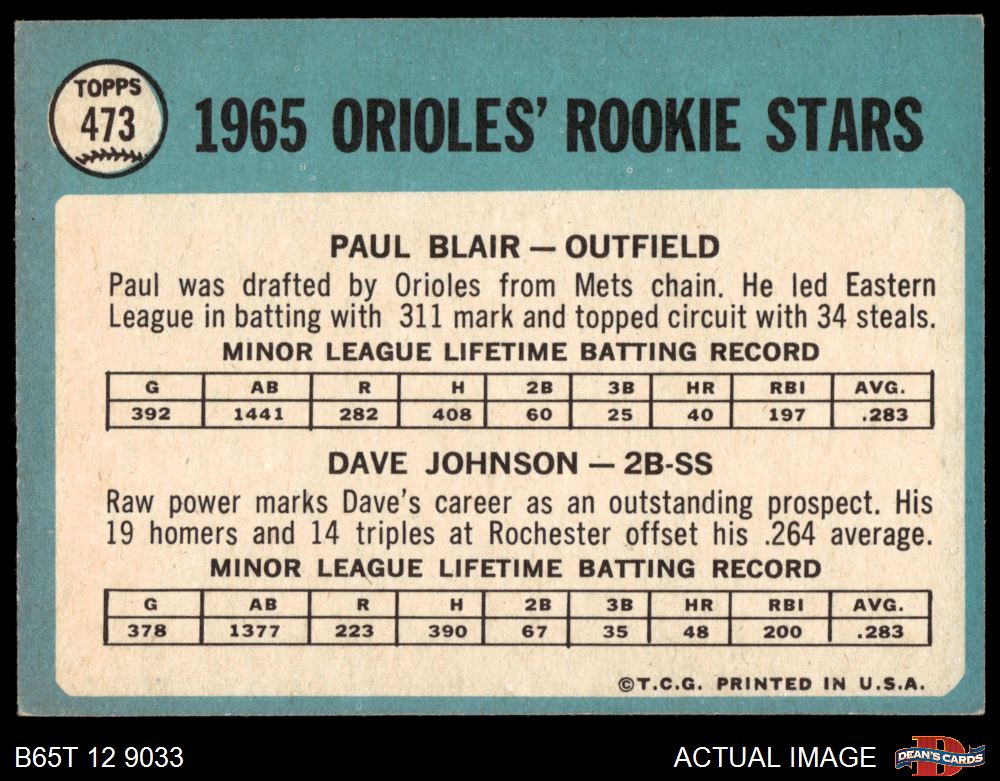 TOPPS
473
1965 ORIOLES' ROOKIE STARS
PAUL BLAIR — OUTFIELD
Paul was drafted by Orioles from Mets chain. He led Eastern
League in batting with 311 mark and topped circuit with 34 steals.
MINOR LEAGUE LIFETIME BATTING RECORD
G AB R H 2B 3B HR RBI AVG.
392 1441 282 408 60 25 40 197 .283
DAVE JOHNSON — 2B-SS
Raw power marks Dave's career as an outstanding prospect. His
19 homers and 14 triples at Rochester offset his .264 average.
MINOR LEAGUE LIFETIME BATTING RECORD
G AB R H 2B 3B HR RBI AVG.
378 1377 223 390 67 35 48 200 .283
©T.C.G. PRINTED IN U.S.A.
B65T 12 9033
ACTUAL IMAGE
DEAN'S CARDS